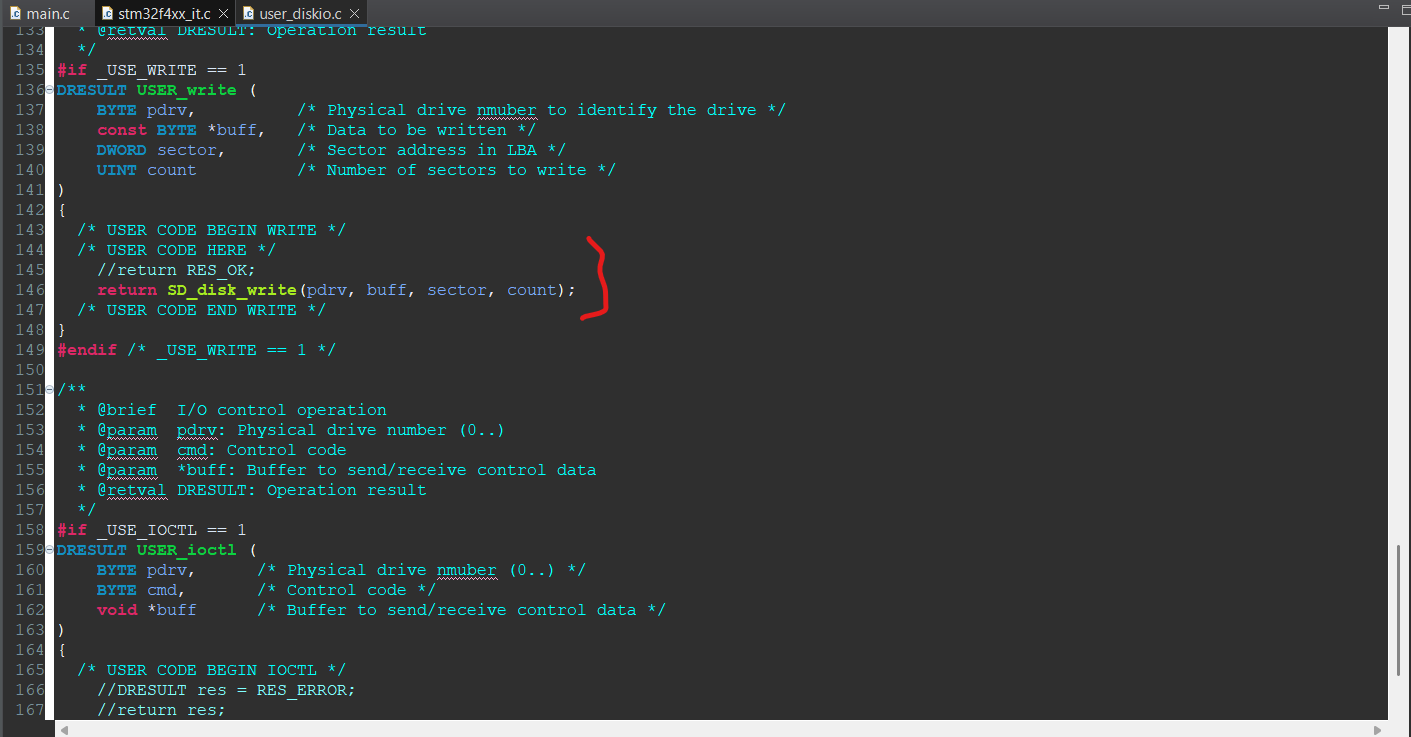 main.c
stm32f4xx_it.c
user_diskio.c
133 * @retval DRESULT: Operation result
134 */
135 #if _USE_WRITE == 1
136 DRESULT USER_write (
137 BYTE pdrv, /* Physical drive nmuber to identify the drive */
138 const BYTE *buff, /* Data to be written */
139 DWORD sector, /* Sector address in LBA */
140 UINT count /* Number of sectors to write */
141 )
142 {
143 /* USER CODE BEGIN WRITE */
144 /* USER CODE HERE */
145 //return RES_OK;
146 return SD_disk_write(pdrv, buff, sector, count);
147 /* USER CODE END WRITE */
148 }
149 #endif /* _USE_WRITE == 1 */
150
151 /**
152 * @brief I/O control operation
153 * @param pdrv: Physical drive number (0..)
154 * @param cmd: Control code
155 * @param *buff: Buffer to send/receive control data
156 * @retval DRESULT: Operation result
157 */
158 #if _USE_IOCTL == 1
159 DRESULT USER_ioctl (
160 BYTE pdrv, /* Physical drive nmuber (0..) */
161 BYTE cmd, /* Control code */
162 void *buff /* Buffer to send/receive control data */
163 )
164 {
165 /* USER CODE BEGIN IOCTL */
166 //DRESULT res = RES_ERROR;
167 //return res;